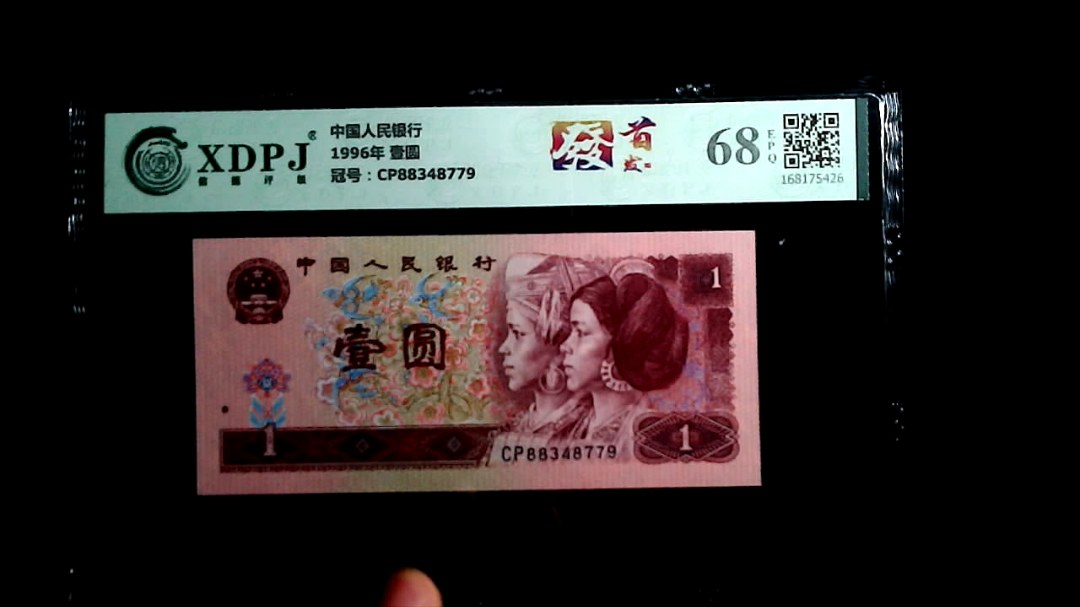 XDPJ®
中国人民银行
1996年 壹圆
冠号：CP88348779
發
首发
68
EPQ
168175426
中国人民银行
壹圆
1
1
1
CP88348779